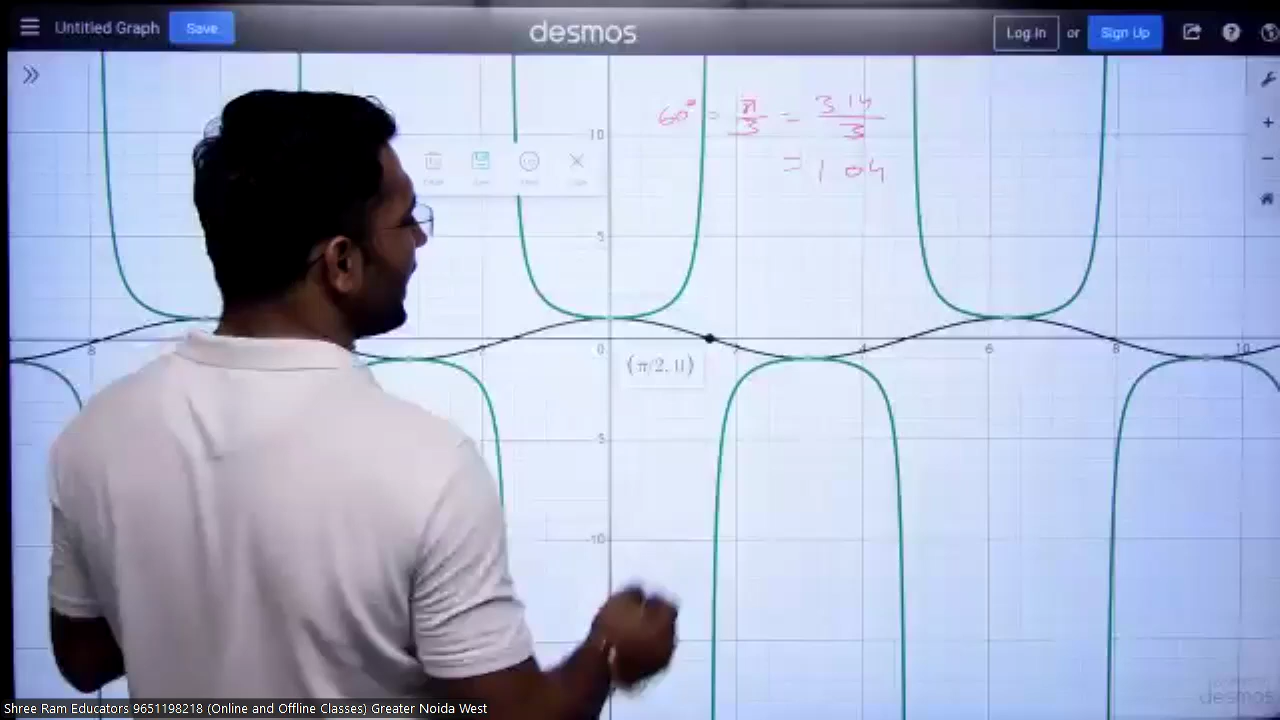 Untitled Graph Save desmos Log In or Sign Up
60° = π/3 = 3 14/3
= 1 04
10
5
8 0 2 4 6 8 10
(π/2, 0)
-5
-10
desmos
Shree Ram Educators 9651198218 (Online and Offline Classes) Greater Noida West